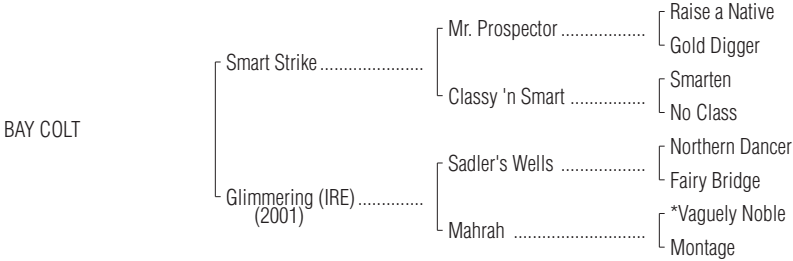 Raise a Native
Mr. Prospector ..................
Gold Digger
Smart Strike ......................
Smarten
Classy 'n Smart ................
No Class
BAY COLT
Northern Dancer
Sadler's Wells ..................
Fairy Bridge
Glimmering (IRE) ..............
(2001)
*Vaguely Noble
Mahrah ............................
Montage